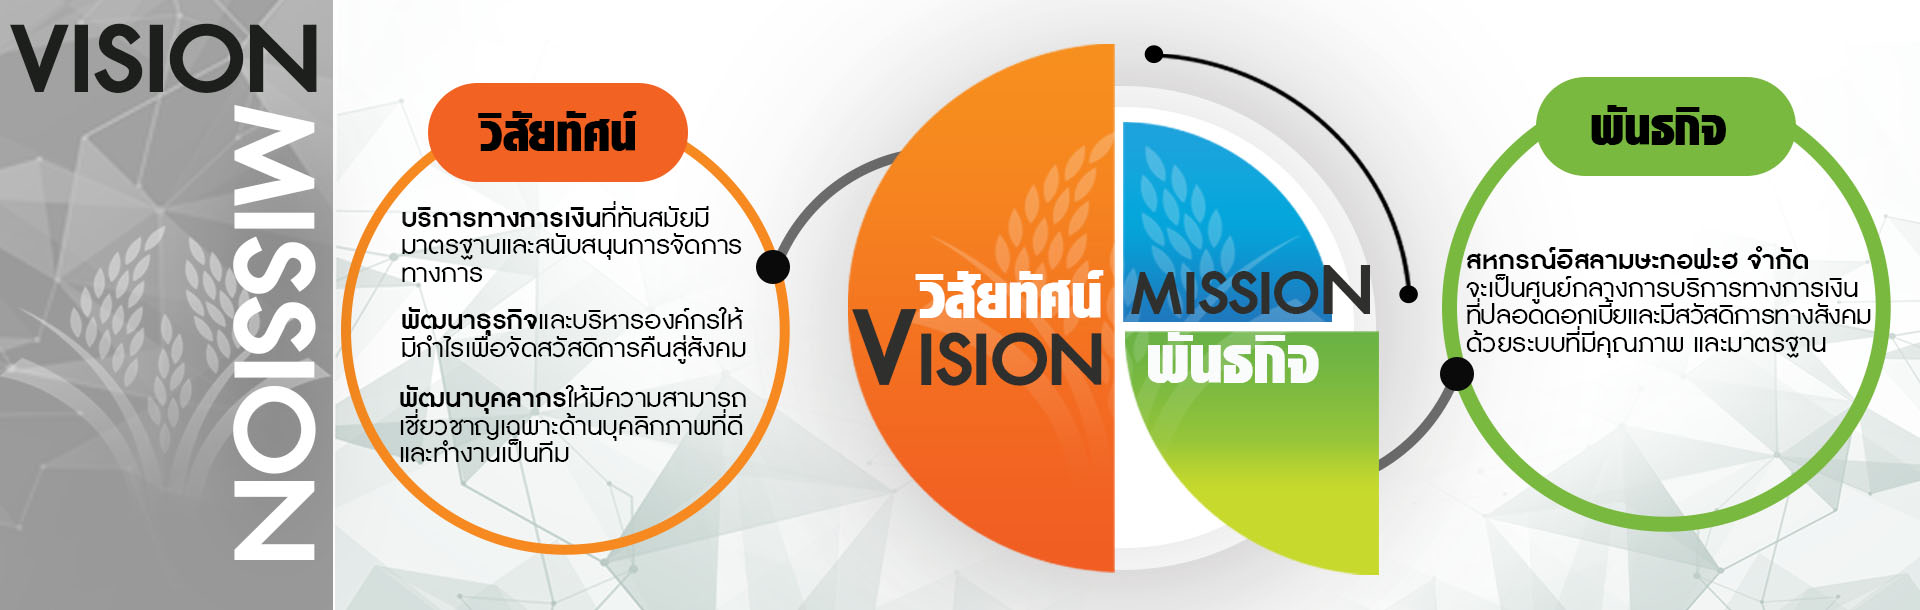 VISION
MISSION
วิสัยทัศน์
บริการทางการเงินที่ทันสมัยมี
มาตรฐานและสนับสนุนการจัดการ
ทางการ
พัฒนาธุรกิจและบริหารองค์กรให้
มีกำไรเพื่อจัดสวัสดิการคืนสู่สังคม
พัฒนาบุคลากรให้มีความสามารถ
เชี่ยวชาญเฉพาะด้านบุคลิกภาพที่ดี
และทำงานเป็นทีม
วิสัยทัศน์
VISION
MISSION
พันธกิจ
พันธกิจ
สหกรณ์อิสลามษะกอฟะฮ จำกัด
จะเป็นศูนย์กลางการบริการทางการเงิน
ที่ปลอดดอกเบี้ยและมีสวัสดิการทางสังคม
ด้วยระบบที่มีคุณภาพ และมาตรฐาน